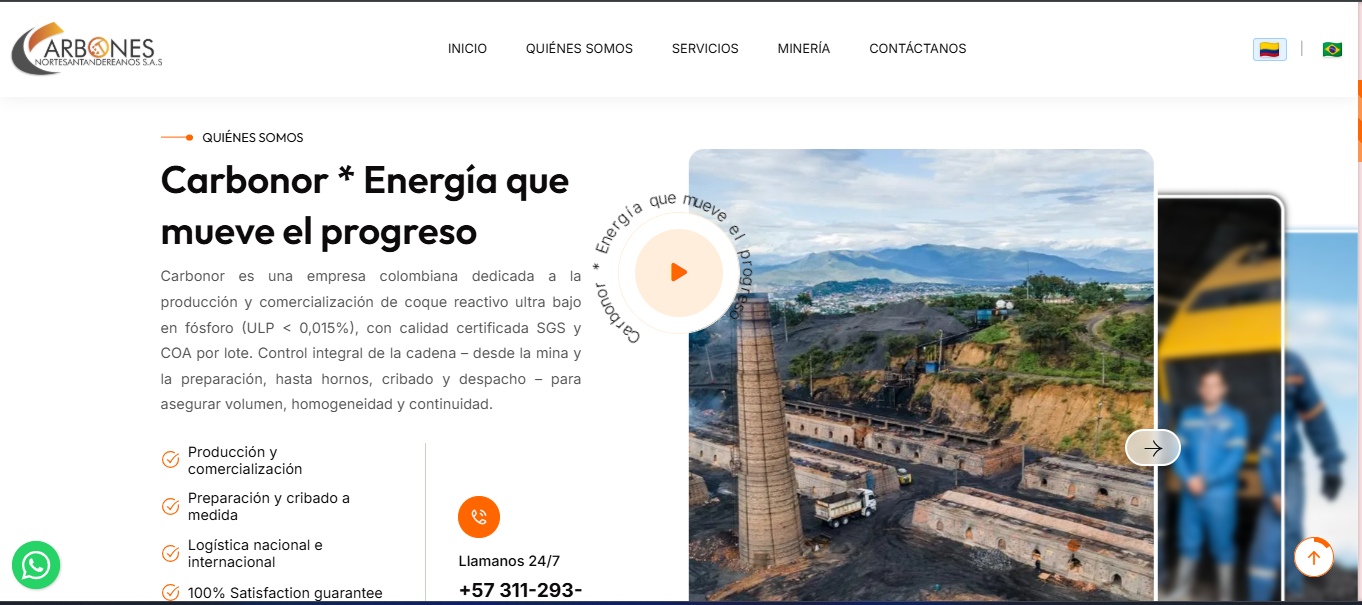 ARBONES
NORTESANTANDEREANOS S.A.S
INICIO
QUIÉNES SOMOS
SERVICIOS
MINERÍA
CONTÁCTANOS
QUIÉNES SOMOS
Carbonor * Energía que
mueve el progreso
Carbonor es una empresa colombiana dedicada a la
producción y comercialización de coque reactivo ultra bajo
en fósforo (ULP < 0,015%), con calidad certificada SGS y
COA por lote. Control integral de la cadena – desde la mina y
la preparación, hasta hornos, cribado y despacho – para
asegurar volumen, homogeneidad y continuidad.
Producción y
comercialización
Preparación y cribado a
medida
Logística nacional e
internacional
100% Satisfaction guarantee
Llamanos 24/7
+57 311-293-
Carbonor * Energía que mueve el progreso